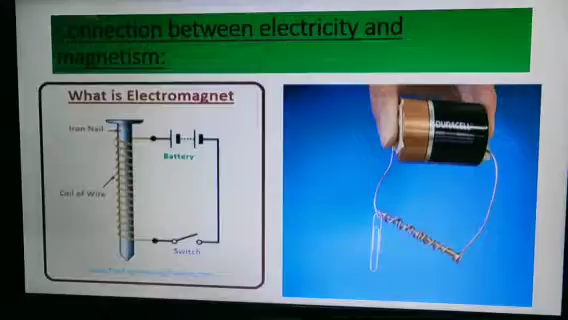 connection between electricity and
magnetism:
What is Electromagnet
Iron Nail
Battery
Coil of Wire
Switch
DURACELL